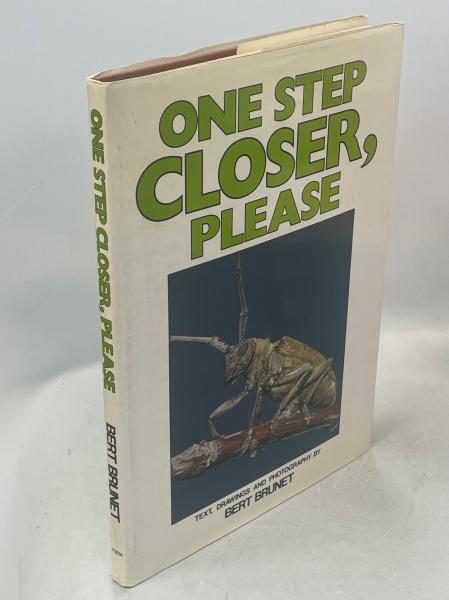 ONE STEP
CLOSER,
PLEASE
TEXT, DRAWINGS AND PHOTOGRAPHY BY
BERT BRUNET
ONE STEP CLOSER, PLEASE
BERT BRUNET